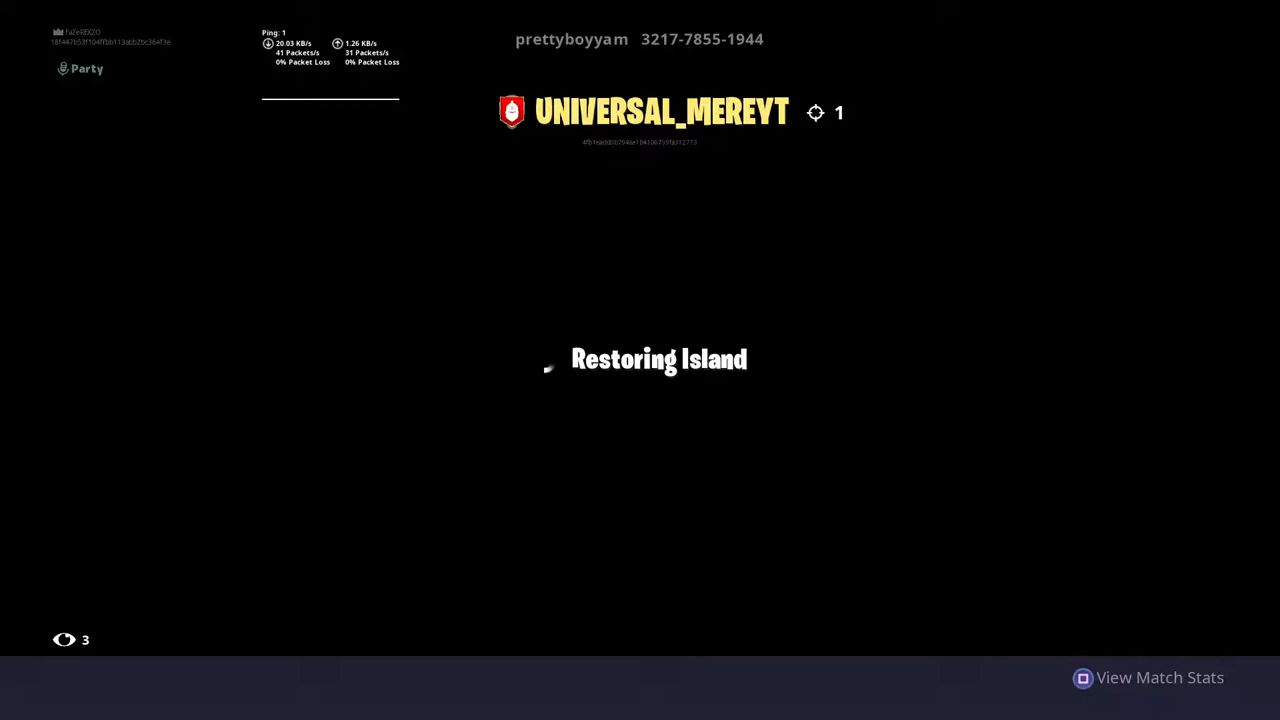 FaZeREKZO
Party
Ping: 1
20.03 KB/s 1.26 KB/s
41 Packets/s 31 Packets/s
0% Packet Loss 0% Packet Loss
prettyboyyam 3217-7855-1944
UNIVERSAL_MEREYT 1
Restoring Island
3
View Match Stats